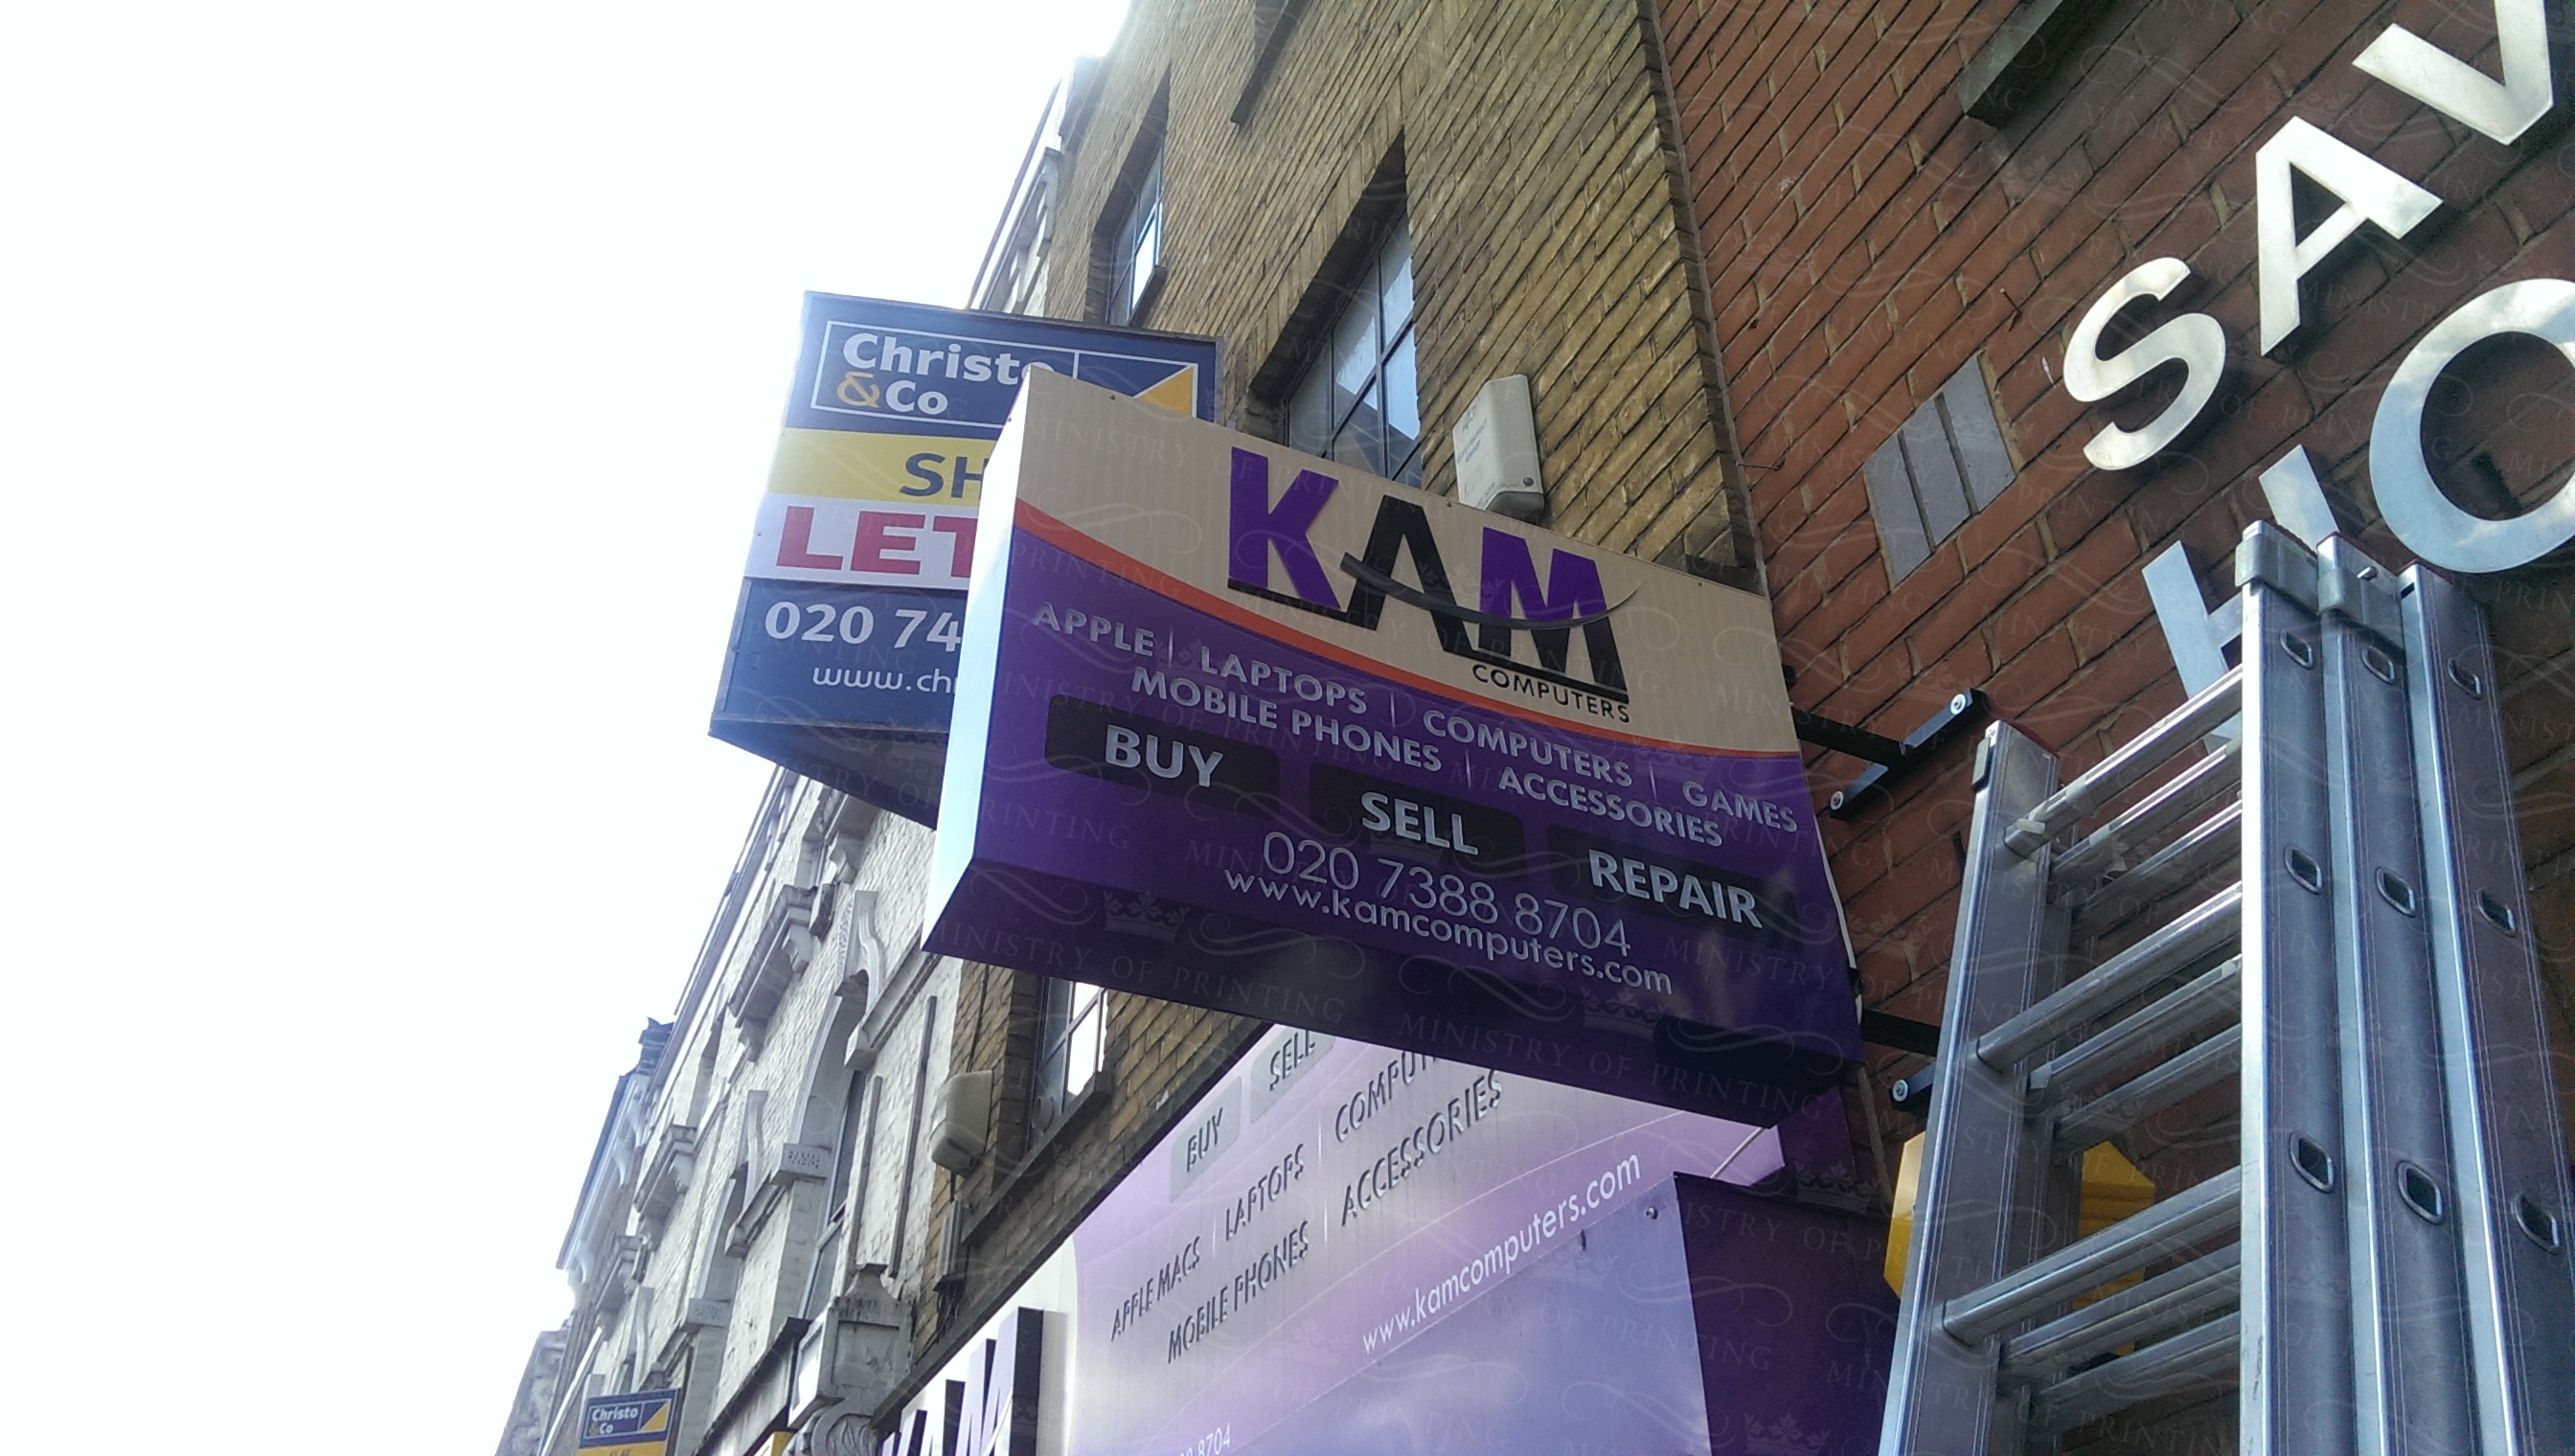 Christo
&Co
SH
LET
020 74
www.ch
KAM
COMPUTERS
APPLE | LAPTOPS | COMPUTERS | GAMES
MOBILE PHONES | ACCESSORIES
BUY
SELL
REPAIR
020 7388 8704
www.kamcomputers.com
SAV
HO
BUY SELL
APPLE MACS | LAPTOPS | COMPUT
MOBILE PHONES | ACCESSORIES
www.kamcomputers.com
KAM
8704
Christo
&Co
MINISTRY OF PRINTING